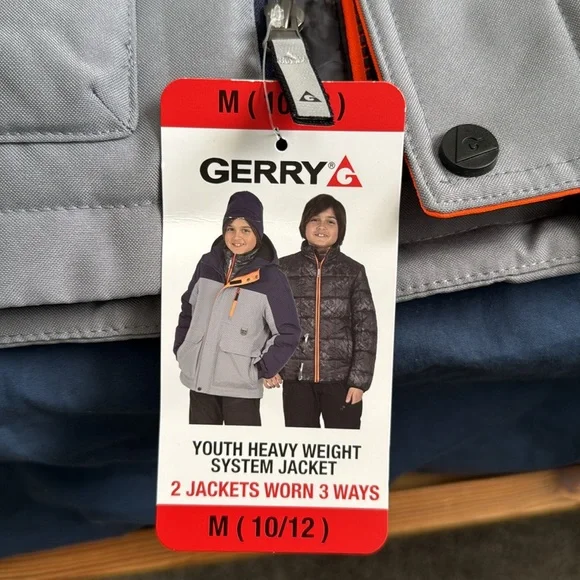 M ( 10
)
GERRY®
YOUTH HEAVY WEIGHT
SYSTEM JACKET
2 JACKETS WORN 3 WAYS
M ( 10/12 )